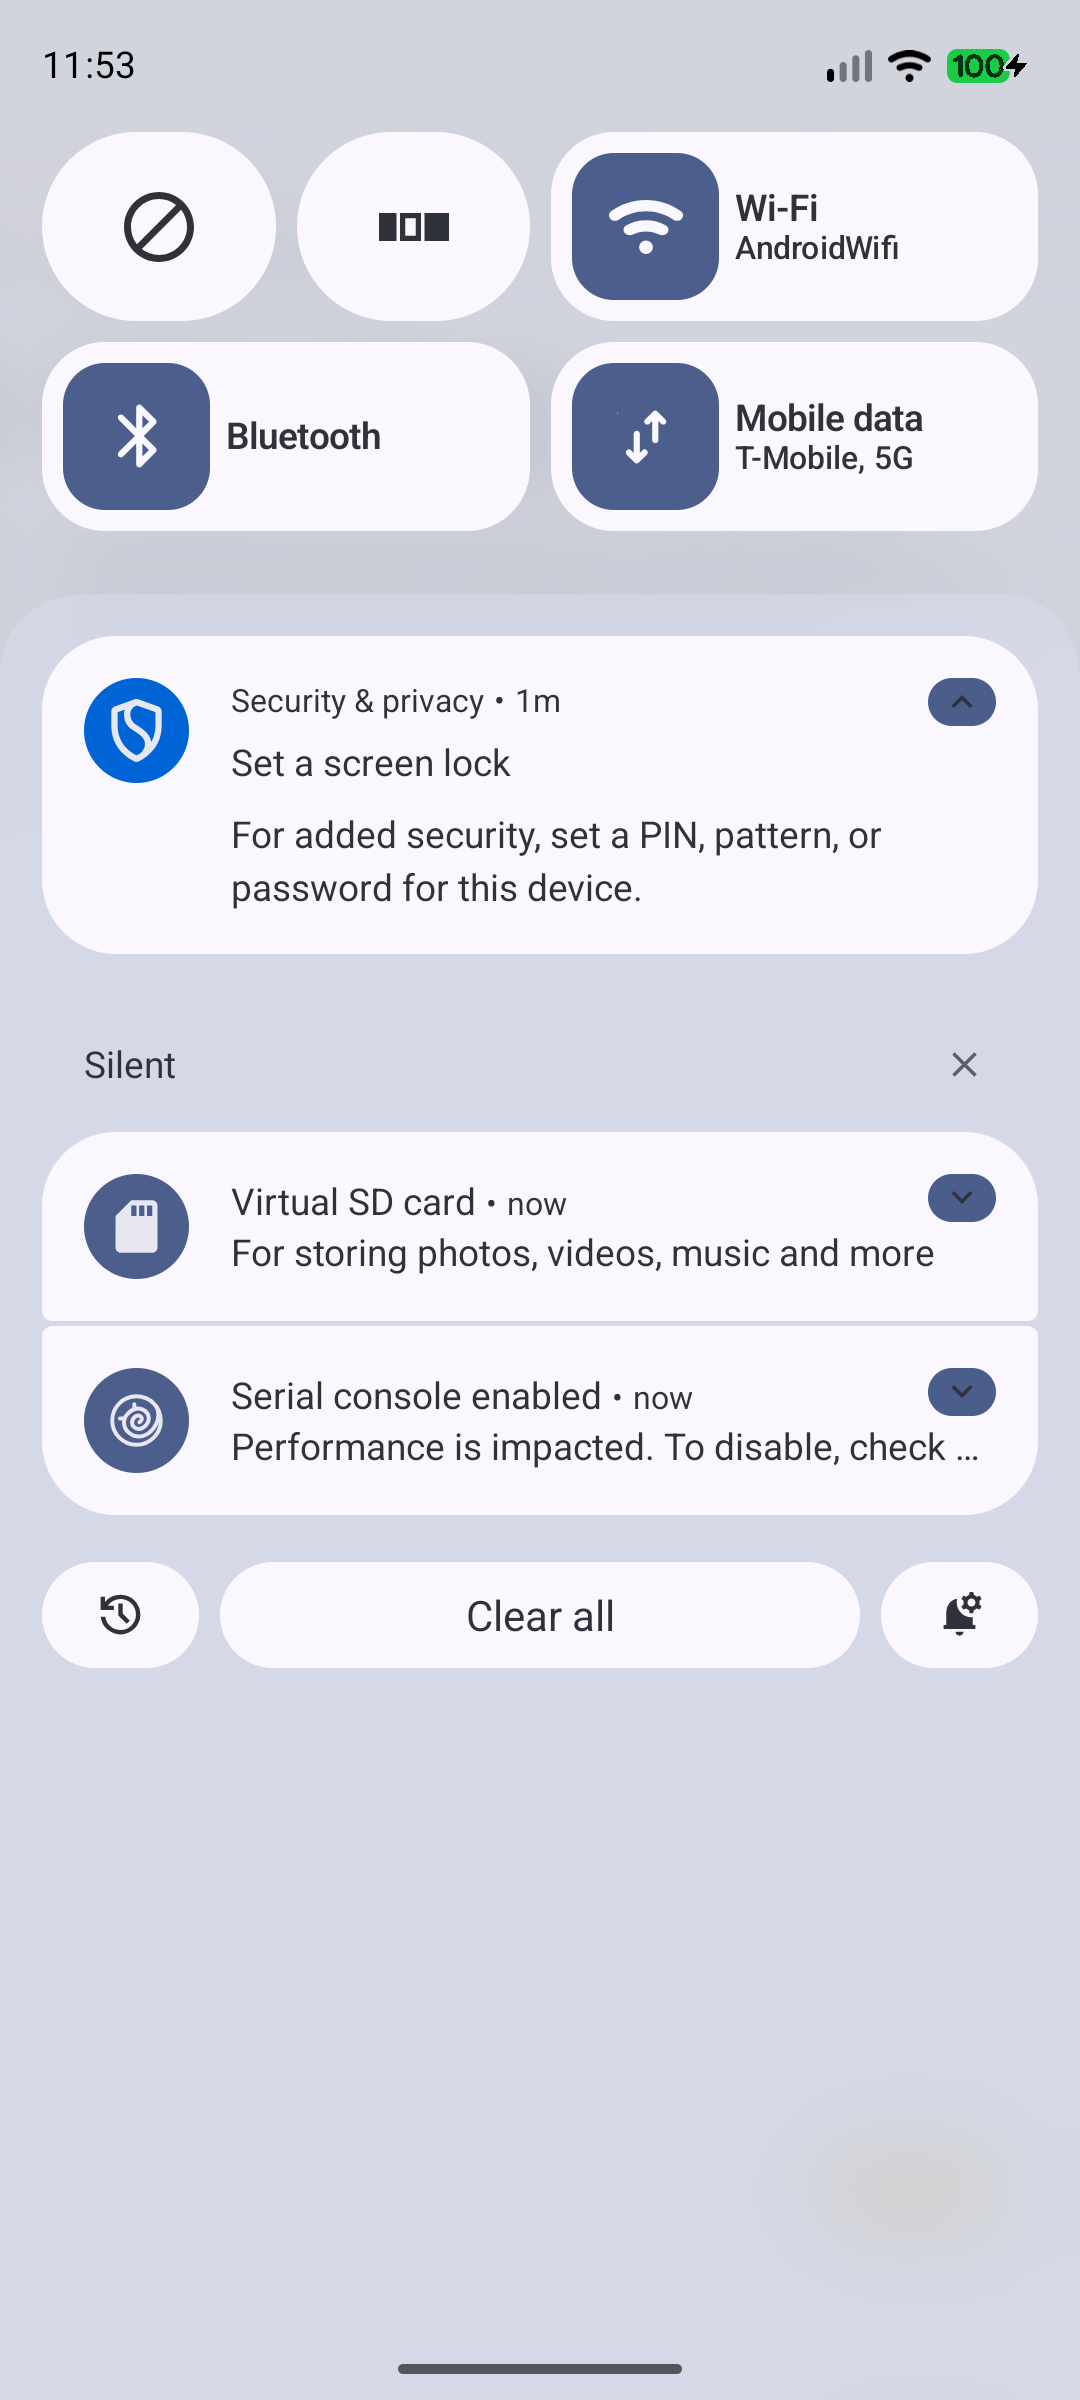 11:53
100
Wi-Fi
AndroidWifi
Bluetooth
Mobile data
T-Mobile, 5G
Security & privacy • 1m
Set a screen lock
For added security, set a PIN, pattern, or
password for this device.
Silent
Virtual SD card • now
For storing photos, videos, music and more
Serial console enabled • now
Performance is impacted. To disable, check ...
Clear all